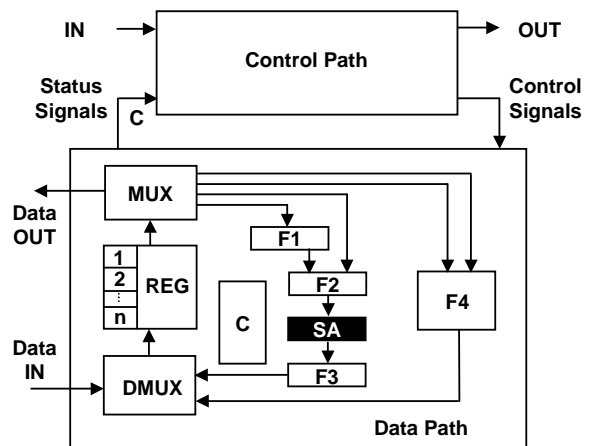 IN
OUT
Control Path
Status
Signals
C
Control
Signals
MUX
Data
OUT
F1
1
2
n
REG
F2
F4
C
SA
Data
IN
F3
DMUX
Data Path